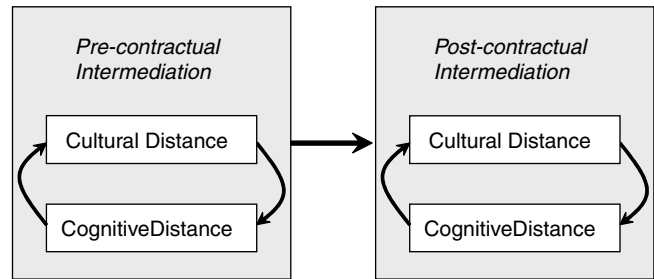 Pre-contractual
Intermediation
Cultural Distance
CognitiveDistance
Post-contractual
Intermediation
Cultural Distance
CognitiveDistance